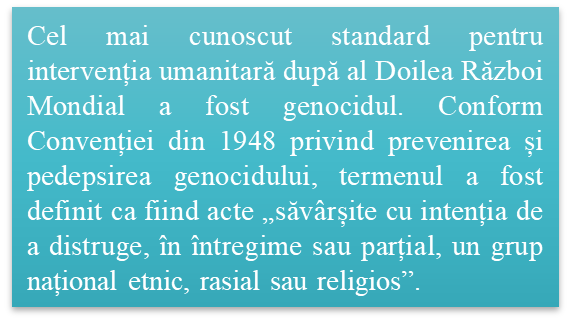 Cel mai cunoscut standard pentru
intervenția umanitară după al Doilea Război
Mondial a fost genocidul. Conform
Convenției din 1948 privind prevenirea și
pedepsirea genocidului, termenul a fost
definit ca fiind acte „săvârșite cu intenția de
a distruge, în întregime sau parțial, un grup
național etnic, rasial sau religios”.